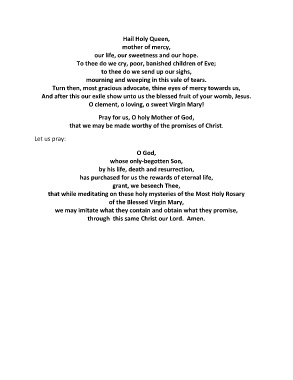 Hail Holy Queen,
mother of mercy,
our life, our sweetness and our hope.
To thee do we cry, poor, banished children of Eve;
to thee do we send up our sighs,
mourning and weeping in this vale of tears.
Turn then, most gracious advocate, thine eyes of mercy towards us,
And after this our exile show unto us the blessed fruit of your womb, Jesus.
O clement, o loving, o sweet Virgin Mary!
Pray for us, O holy Mother of God,
that we may be made worthy of the promises of Christ.
Let us pray:
O God,
whose only-begotten Son,
by his life, death and resurrection,
has purchased for us the rewards of eternal life,
grant, we beseech Thee,
that while meditating on these holy mysteries of the Most Holy Rosary
of the Blessed Virgin Mary,
we may imitate what they contain and obtain what they promise,
through this same Christ our Lord. Amen.